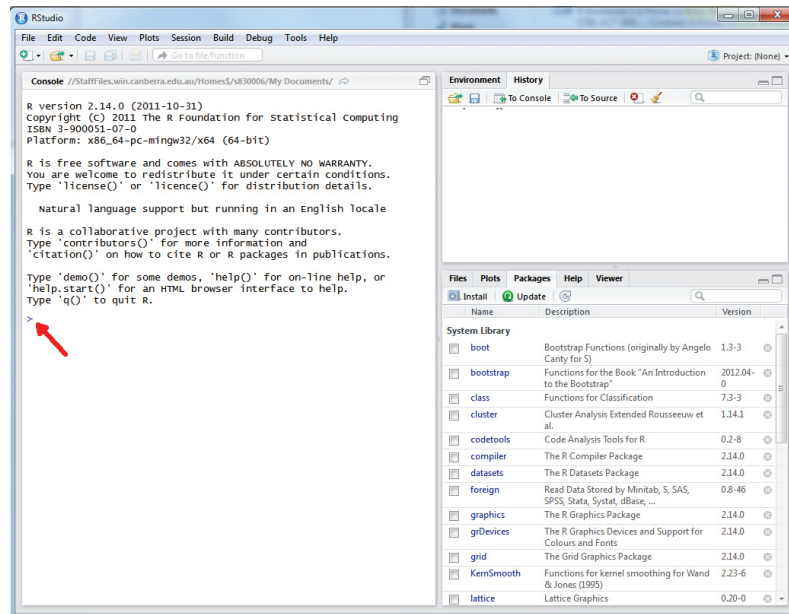 RStudio
File Edit Code View Plots Session Build Debug Tools Help
Go to file/function
Project: (None)
Console //StaffFiles.win.canberra.edu.au/Homes$/s830006/My Documents/
R version 2.14.0 (2011-10-31)
Copyright (C) 2011 The R Foundation for Statistical Computing
ISBN 3-900051-07-0
Platform: x86_64-pc-mingw32/x64 (64-bit)
R is free software and comes with ABSOLUTELY NO WARRANTY.
You are welcome to redistribute it under certain conditions.
Type 'license()' or 'licence()' for distribution details.
Natural language support but running in an English locale
R is a collaborative project with many contributors.
Type 'contributors()' for more information and
'citation()' on how to cite R or R packages in publications.
Type 'demo()' for some demos, 'help()' for on-line help, or
'help.start()' for an HTML browser interface to help.
Type 'q()' to quit R.
>
Environment History
To Console To Source
Files Plots Packages Help Viewer
Install Update
Name Description Version
System Library
boot Bootstrap Functions (originally by Angelo 1.3-3
Canty for S)
bootstrap Functions for the Book "An Introduction 2012.04-
to the Bootstrap" 0
class Functions for Classification 7.3-3
cluster Cluster Analysis Extended Rousseeuw et 1.14.1
al.
codetools Code Analysis Tools for R 0.2-8
compiler The R Compiler Package 2.14.0
datasets The R Datasets Package 2.14.0
foreign Read Data Stored by Minitab, S, SAS, 0.8-46
SPSS, Stata, Systat, dBase, ...
graphics The R Graphics Package 2.14.0
grDevices The R Graphics Devices and Support for 2.14.0
Colours and Fonts
grid The Grid Graphics Package 2.14.0
KernSmooth Functions for kernel smoothing for Wand 2.23-6
& Jones (1995)
lattice Lattice Graphics 0.20-0